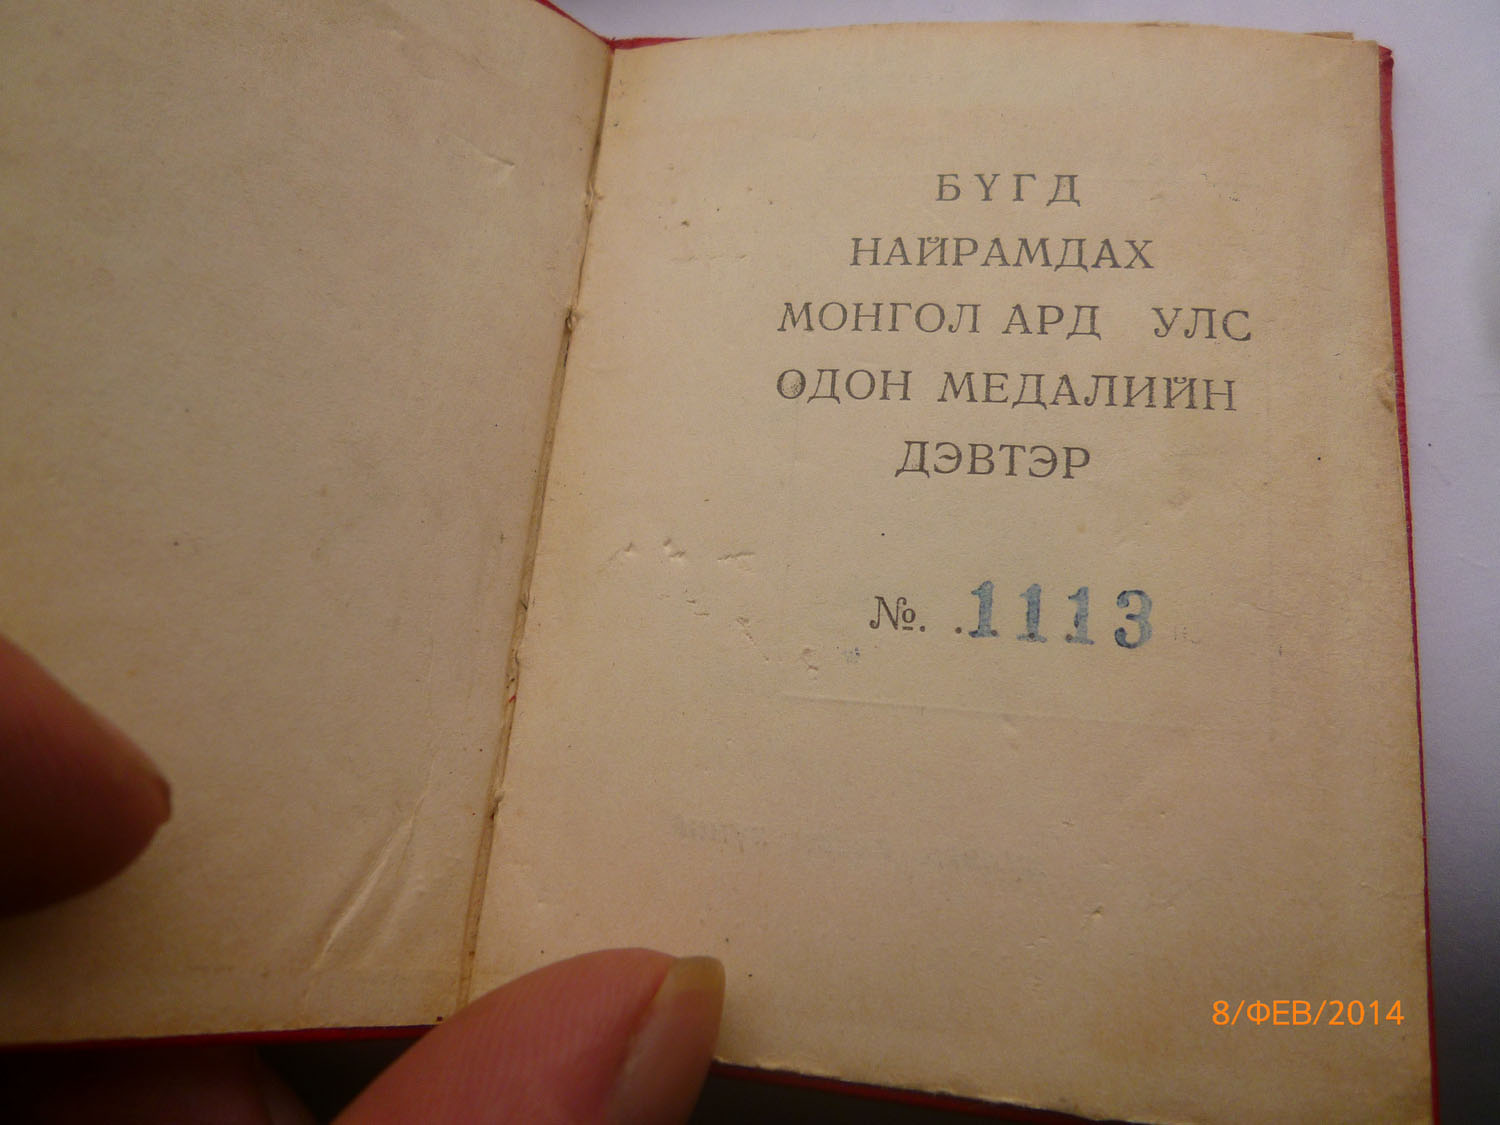 БҮГД
НАЙРАМДАХ
МОНГОЛ АРД УЛС
ОДОН МЕДАЛИЙН
ДЭВТЭР
№. . 1113
8/ФЕВ/2014